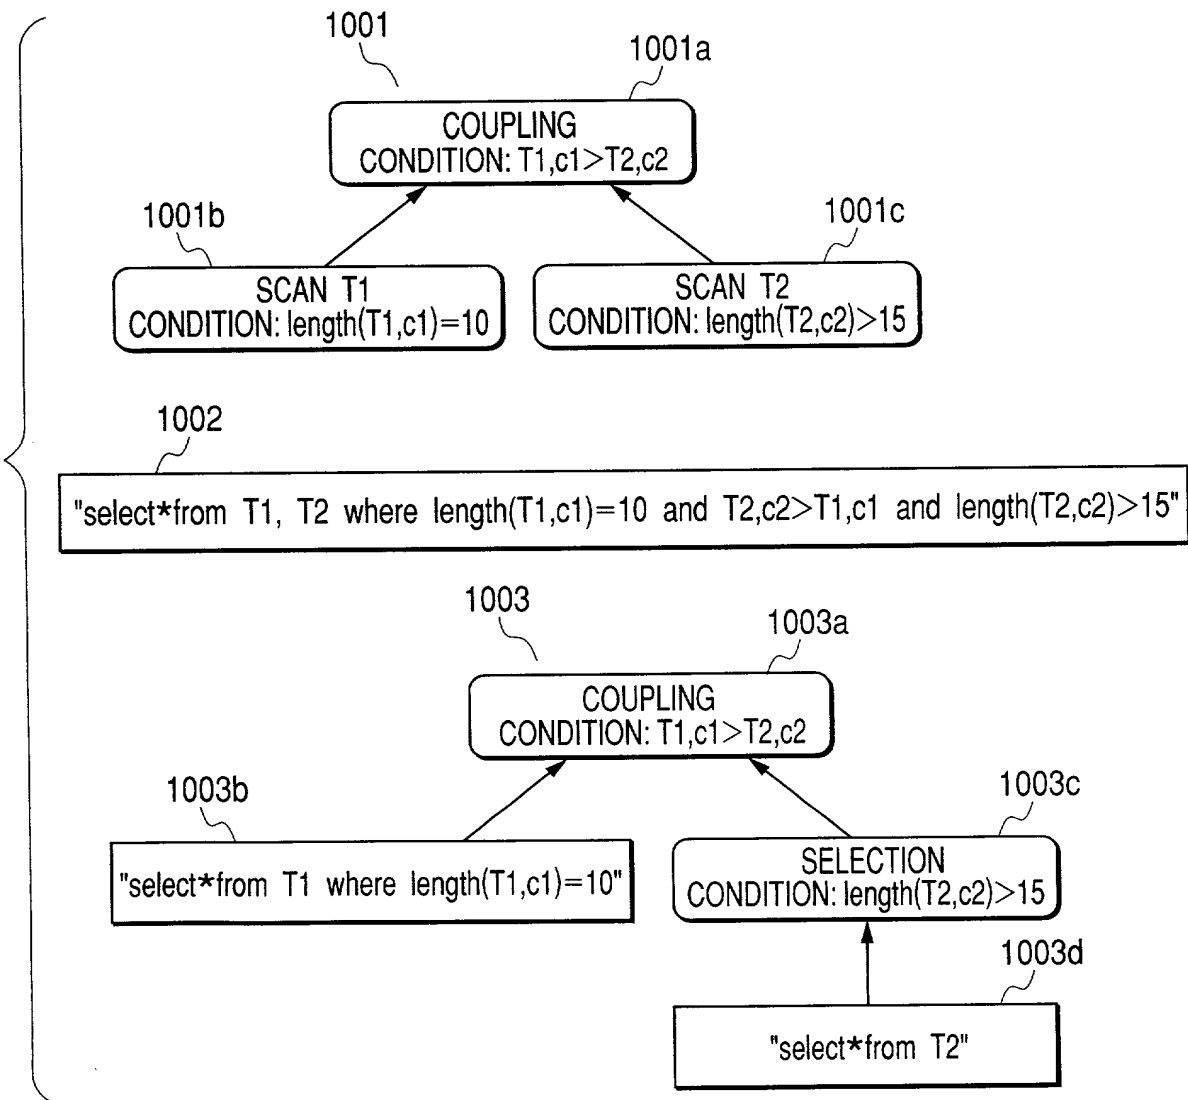 1001
1001a
COUPLING
CONDITION: T1,c1>T2,c2
1001b
1001c
SCAN T1
CONDITION: length(T1,c1)=10
SCAN T2
CONDITION: length(T2,c2)>15
1002
"select*from T1, T2 where length(T1,c1)=10 and T2,c2>T1,c1 and length(T2,c2)>15"
1003
1003a
COUPLING
CONDITION: T1,c1>T2,c2
1003b
1003c
"select*from T1 where length(T1,c1)=10"
SELECTION
CONDITION: length(T2,c2)>15
1003d
"select*from T2"